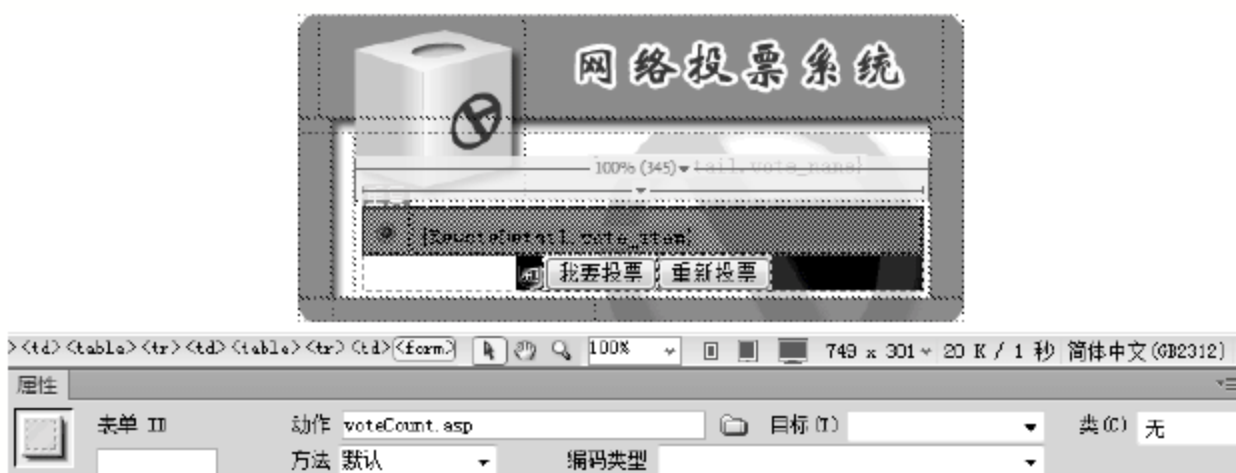 网络投票系统
100% (345)
tail.vote_name}
我要投票 重新投票
><td><table><tr><td><table><tr><td><form> 100% 749 x 301 20 K / 1 秒 简体中文(GB2312)
属性
表单 ID 动作 voteCount.asp 目标(T) 类(C) 无
方法 默认 编码类型